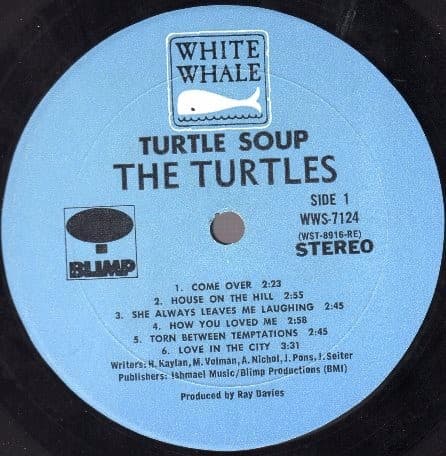 WHITE
WHALE
TURTLE SOUP
THE TURTLES
SIDE 1
WWS-7124
(WST-8916-RE)
STEREO
BLIMP
1. COME OVER 2:23
2. HOUSE ON THE HILL 2:55
3. SHE ALWAYS LEAVES ME LAUGHING 2:45
4. HOW YOU LOVED ME 2:58
5. TORN BETWEEN TEMPTATIONS 2:45
6. LOVE IN THE CITY 3:31
Writers: H. Kaylan, M. Volman, A. Nichol, J. Pons, J. Seiter
Publishers: Ishmael Music/Blimp Productions (BMI)
Produced by Ray Davies